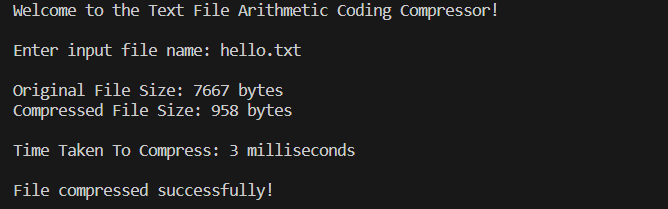 Welcome to the Text File Arithmetic Coding Compressor!
Enter input file name: hello.txt
Original File Size: 7667 bytes
Compressed File Size: 958 bytes
Time Taken To Compress: 3 milliseconds
File compressed successfully!